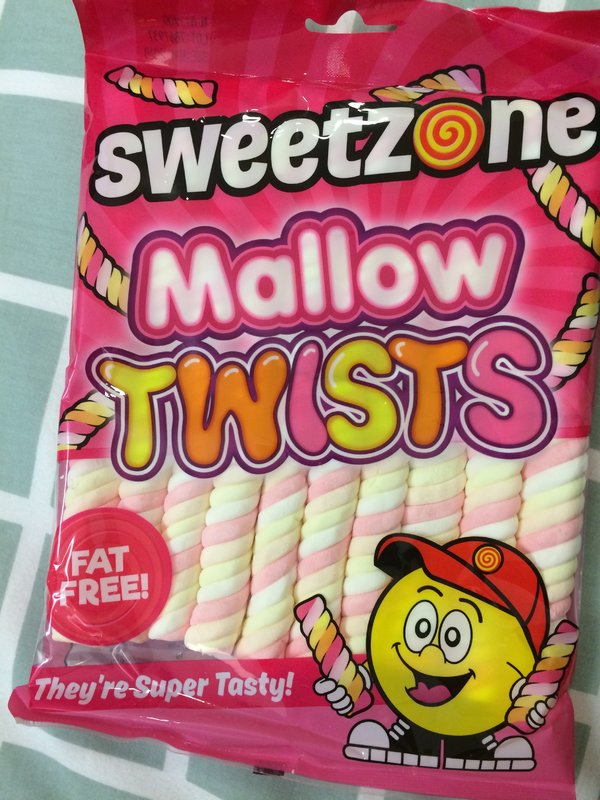 sweetzone
Mallow
TWISTS
FAT
FREE!
They're Super Tasty!